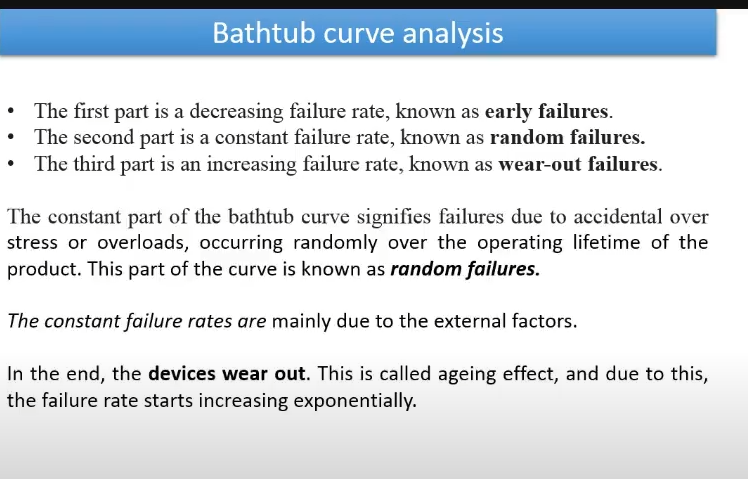 Bathtub curve analysis
• The first part is a decreasing failure rate, known as early failures.
• The second part is a constant failure rate, known as random failures.
• The third part is an increasing failure rate, known as wear-out failures.
The constant part of the bathtub curve signifies failures due to accidental over
stress or overloads, occurring randomly over the operating lifetime of the
product. This part of the curve is known as random failures.
The constant failure rates are mainly due to the external factors.
In the end, the devices wear out. This is called ageing effect, and due to this,
the failure rate starts increasing exponentially.